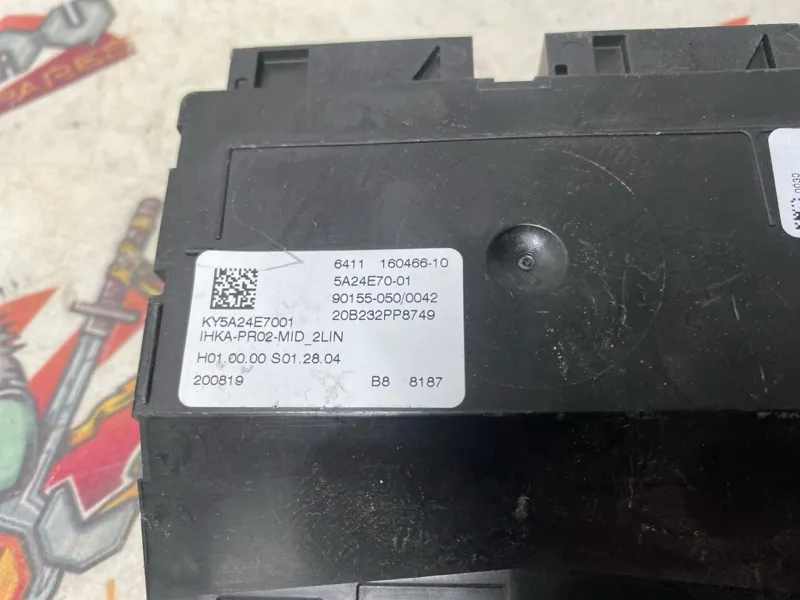 6411 160466-10
5A24E70-01
90155-050/0042
KY5A24E7001 20B232PP8749
IHKA-PR02-MID_2LIN
H01.00.00 S01.28.04
200819 B8 8187
0030